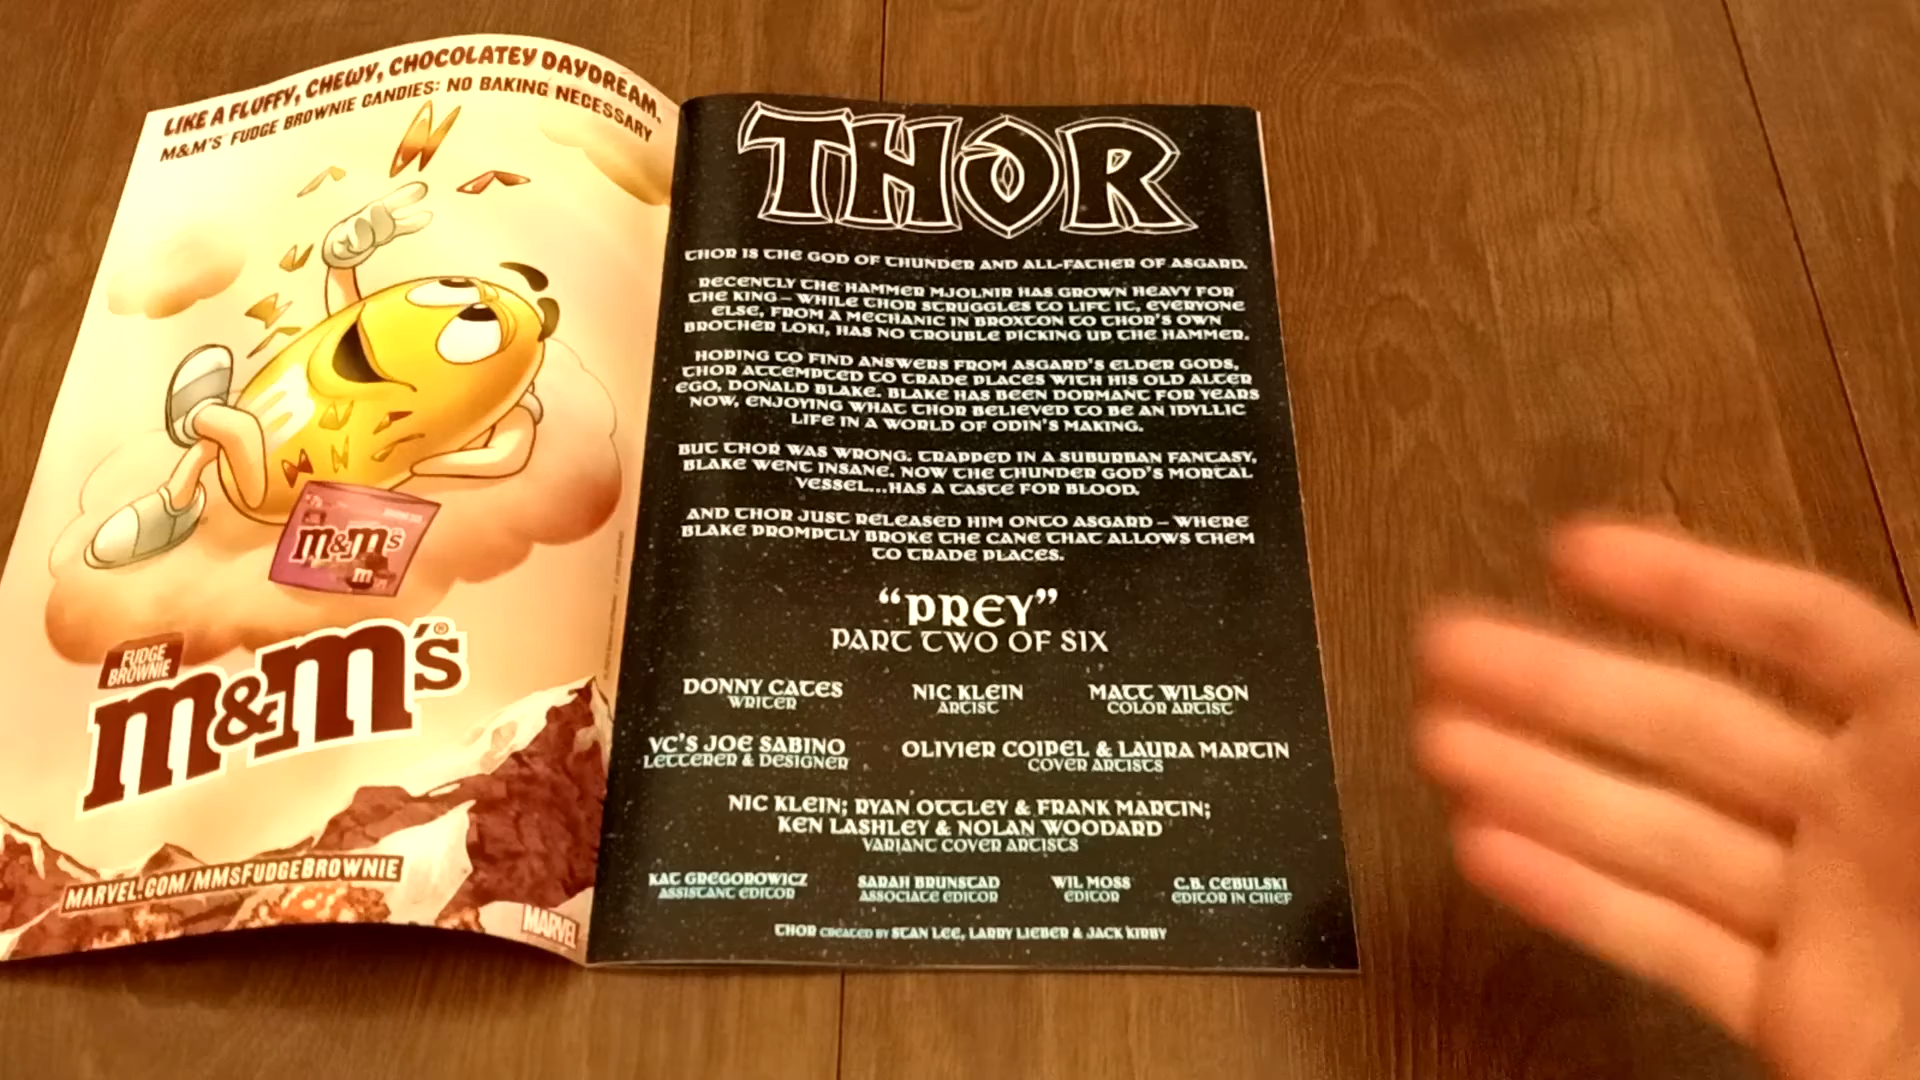 LIKE A FLUFFY, CHEWY, CHOCOLATEY DAYDREAM.
M&M'S® FUDGE BROWNIE CANDIES: NO BAKING NECESSARY
m&m's
m
FUDGE
BROWNIE
m&m's®
MARVEL.COM/MMSFUDGEBROWNIE
MARVEL
THOR
THOR IS THE GOD OF THUNDER AND ALL-FATHER OF ASGARD.
RECENTLY THE HAMMER MJOLNIR HAS GROWN HEAVY FOR
THE KING – WHILE THOR STRUGGLES TO LIFT IT, EVERYONE
ELSE, FROM A MECHANIC IN BROXTON TO THOR'S OWN
BROTHER LOKI, HAS NO TROUBLE PICKING UP THE HAMMER.
HOPING TO FIND ANSWERS FROM ASGARD'S ELDER GODS,
THOR ATTEMPTED TO TRADE PLACES WITH HIS OLD ALTER
EGO, DONALD BLAKE. BLAKE HAS BEEN DORMANT FOR YEARS
NOW, ENJOYING WHAT THOR BELIEVED TO BE AN IDYLLIC
LIFE IN A WORLD OF ODIN'S MAKING.
BUT THOR WAS WRONG. TRAPPED IN A SUBURBAN FANTASY,
BLAKE WENT INSANE. NOW THE THUNDER GOD'S MORTAL
VESSEL...HAS A TASTE FOR BLOOD.
AND THOR JUST RELEASED HIM ONTO ASGARD – WHERE
BLAKE PROMPTLY BROKE THE CANE THAT ALLOWS THEM
TO TRADE PLACES.
"PREY"
PART TWO OF SIX
DONNY CATES
WRITER
NIC KLEIN
ARTIST
MATT WILSON
COLOR ARTIST
VC'S JOE SABINO
LETTERER & DESIGNER
OLIVIER COIPEL & LAURA MARTIN
COVER ARTISTS
NIC KLEIN; RYAN OTTLEY & FRANK MARTIN;
KEN LASHLEY & NOLAN WOODARD
VARIANT COVER ARTISTS
KAT GREGOROWICZ
ASSISTANT EDITOR
SARAH BRUNSTAD
ASSOCIATE EDITOR
WIL MOSS
EDITOR
C.B. CEBULSKI
EDITOR IN CHIEF
THOR CREATED BY STAN LEE, LARRY LIEBER & JACK KIRBY